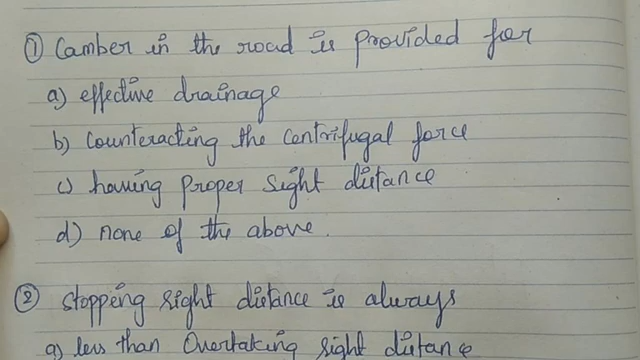 ① Camber in the road is provided for
a) effective drainage
b) counteracting the centrifugal force
c) having proper sight distance
d) none of the above.
② stopping sight distance is always
a) less than Overtaking sight distance